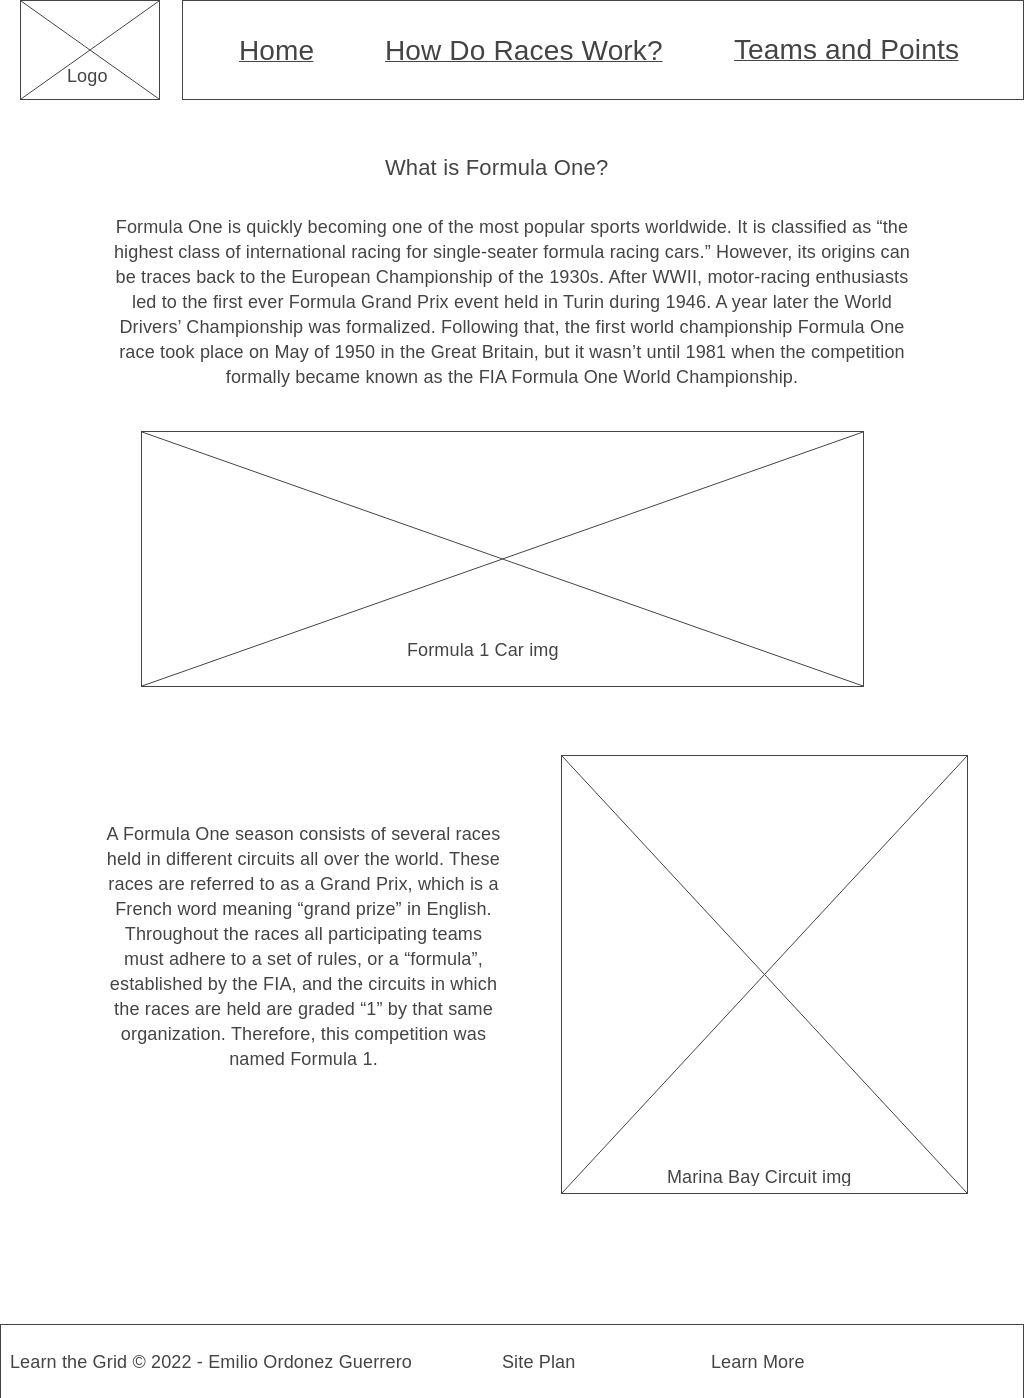 Logo
Home
How Do Races Work?
Teams and Points
What is Formula One?
Formula One is quickly becoming one of the most popular sports worldwide. It is classified as “the
highest class of international racing for single-seater formula racing cars.” However, its origins can
be traces back to the European Championship of the 1930s. After WWII, motor-racing enthusiasts
led to the first ever Formula Grand Prix event held in Turin during 1946. A year later the World
Drivers’ Championship was formalized. Following that, the first world championship Formula One
race took place on May of 1950 in the Great Britain, but it wasn’t until 1981 when the competition
formally became known as the FIA Formula One World Championship.
Formula 1 Car img
A Formula One season consists of several races
held in different circuits all over the world. These
races are referred to as a Grand Prix, which is a
French word meaning “grand prize” in English.
Throughout the races all participating teams
must adhere to a set of rules, or a “formula”,
established by the FIA, and the circuits in which
the races are held are graded “1” by that same
organization. Therefore, this competition was
named Formula 1.
Marina Bay Circuit img
Learn the Grid © 2022 - Emilio Ordonez Guerrero
Site Plan
Learn More